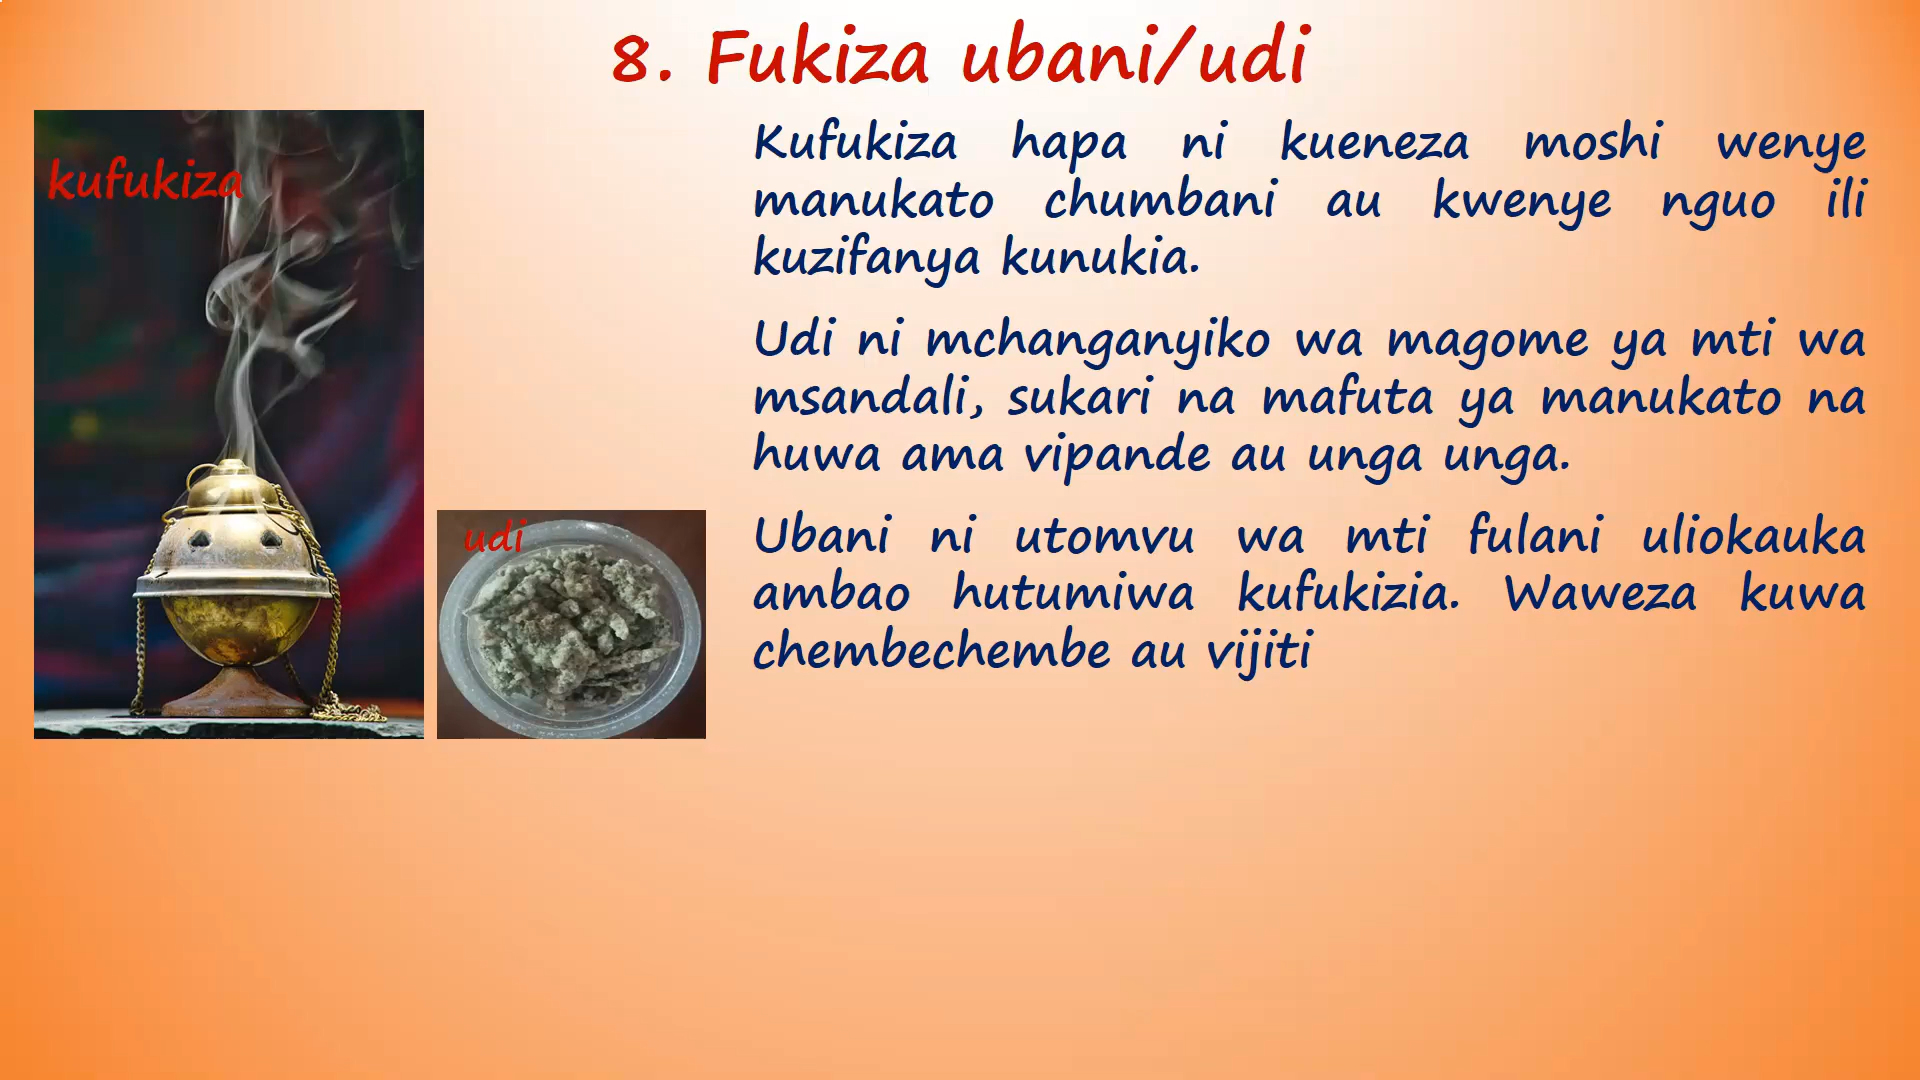 8. Fukiza ubani/udi
kufukiza
Kufukiza hapa ni kueneza moshi wenye
manukato chumbani au kwenye nguo ili
kuzifanya kunukia.
Udi ni mchanganyiko wa magome ya mti wa
msandali, sukari na mafuta ya manukato na
huwa ama vipande au unga unga.
udi
Ubani ni utomvu wa mti fulani uliokauka
ambao hutumiwa kufukizia. Waweza kuwa
chembechembe au vijiti